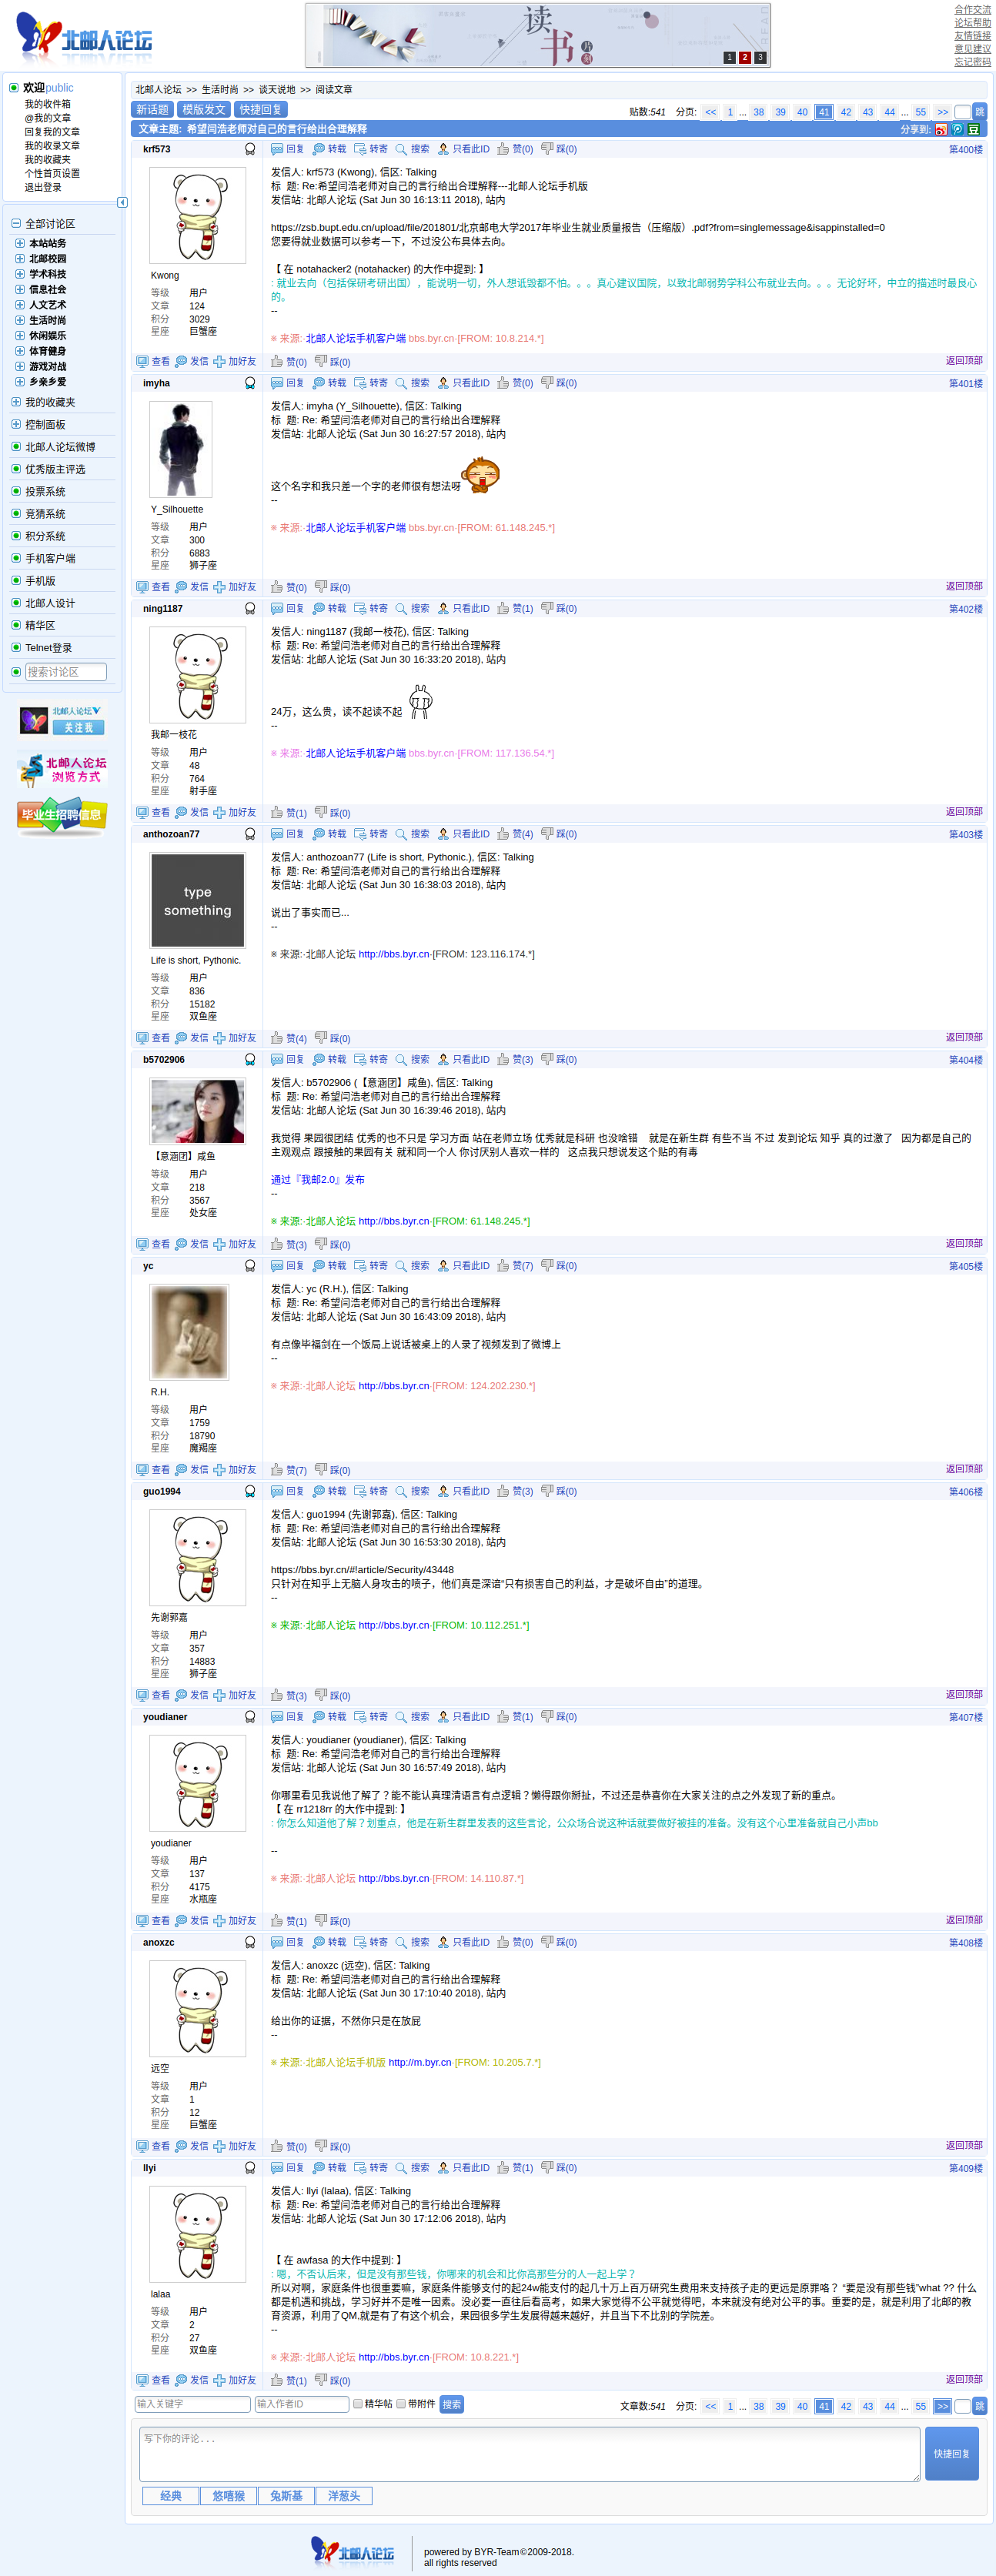 北邮人论坛
读书
月刻
1 2 3
合作交流
论坛帮助
友情链接
意见建议
忘记密码
欢迎public
我的收件箱
@我的文章
回复我的文章
我的收录文章
我的收藏夹
个性首页设置
退出登录
全部讨论区
本站站务
北邮校园
学术科技
信息社会
人文艺术
生活时尚
休闲娱乐
体育健身
游戏对战
乡亲乡爱
我的收藏夹
控制面板
北邮人论坛微博
优秀版主评选
投票系统
竞猜系统
积分系统
手机客户端
手机版
北邮人设计
精华区
Telnet登录
搜索讨论区
北邮人论坛
关注我
北邮人论坛
浏览方式
毕业生招聘信息
北邮人论坛 >> 生活时尚 >> 谈天说地 >> 阅读文章
新话题 模版发文 快捷回复
贴数:541 分页: << 1 ... 38 39 40 41 42 43 44 ... 55 >> 跳
文章主题: 希望闫浩老师对自己的言行给出合理解释
分享到:
krf573
回复 转载 转寄 搜索 只看此ID 赞(0) 踩(0) 第400楼
Kwong
等级 用户
文章 124
积分 3029
星座 巨蟹座
发信人: krf573 (Kwong), 信区: Talking
标 题: Re:希望闫浩老师对自己的言行给出合理解释---北邮人论坛手机版
发信站: 北邮人论坛 (Sat Jun 30 16:13:11 2018), 站内
https://zsb.bupt.edu.cn/upload/file/201801/北京邮电大学2017年毕业生就业质量报告（压缩版）.pdf?from=singlemessage&isappinstalled=0
您要得就业数据可以参考一下，不过没公布具体去向。
【 在 notahacker2 (notahacker) 的大作中提到: 】
: 就业去向（包括保研考研出国），能说明一切，外人想诋毁都不怕。。。真心建议国院，以致北邮弱势学科公布就业去向。。。无论好坏，中立的描述时最良心的。
--
※ 来源:·北邮人论坛手机客户端 bbs.byr.cn·[FROM: 10.8.214.*]
查看 发信 加好友 赞(0) 踩(0) 返回顶部
imyha
回复 转载 转寄 搜索 只看此ID 赞(0) 踩(0) 第401楼
Y_Silhouette
等级 用户
文章 300
积分 6883
星座 狮子座
发信人: imyha (Y_Silhouette), 信区: Talking
标 题: Re: 希望闫浩老师对自己的言行给出合理解释
发信站: 北邮人论坛 (Sat Jun 30 16:27:57 2018), 站内
这个名字和我只差一个字的老师很有想法呀
--
※ 来源:·北邮人论坛手机客户端 bbs.byr.cn·[FROM: 61.148.245.*]
查看 发信 加好友 赞(0) 踩(0) 返回顶部
ning1187
回复 转载 转寄 搜索 只看此ID 赞(1) 踩(0) 第402楼
我邮一枝花
等级 用户
文章 48
积分 764
星座 射手座
发信人: ning1187 (我邮一枝花), 信区: Talking
标 题: Re: 希望闫浩老师对自己的言行给出合理解释
发信站: 北邮人论坛 (Sat Jun 30 16:33:20 2018), 站内
24万，这么贵，读不起读不起
--
※ 来源:·北邮人论坛手机客户端 bbs.byr.cn·[FROM: 117.136.54.*]
查看 发信 加好友 赞(1) 踩(0) 返回顶部
anthozoan77
回复 转载 转寄 搜索 只看此ID 赞(4) 踩(0) 第403楼
type
something
Life is short, Pythonic.
等级 用户
文章 836
积分 15182
星座 双鱼座
发信人: anthozoan77 (Life is short, Pythonic.), 信区: Talking
标 题: Re: 希望闫浩老师对自己的言行给出合理解释
发信站: 北邮人论坛 (Sat Jun 30 16:38:03 2018), 站内
说出了事实而已...
--
※ 来源:·北邮人论坛 http://bbs.byr.cn·[FROM: 123.116.174.*]
查看 发信 加好友 赞(4) 踩(0) 返回顶部
b5702906
回复 转载 转寄 搜索 只看此ID 赞(3) 踩(0) 第404楼
【意涵团】咸鱼
等级 用户
文章 218
积分 3567
星座 处女座
发信人: b5702906 (【意涵团】咸鱼), 信区: Talking
标 题: Re: 希望闫浩老师对自己的言行给出合理解释
发信站: 北邮人论坛 (Sat Jun 30 16:39:46 2018), 站内
我觉得 果园很团结 优秀的也不只是 学习方面 站在老师立场 优秀就是科研 也没啥错 就是在新生群 有些不当 不过 发到论坛 知乎 真的过激了 因为都是自己的主观观点 跟接触的果园有关 就和同一个人 你讨厌别人喜欢一样的 这点我只想说发这个贴的有毒
通过『我邮2.0』发布
--
※ 来源:·北邮人论坛 http://bbs.byr.cn·[FROM: 61.148.245.*]
查看 发信 加好友 赞(3) 踩(0) 返回顶部
yc
回复 转载 转寄 搜索 只看此ID 赞(7) 踩(0) 第405楼
R.H.
等级 用户
文章 1759
积分 18790
星座 魔羯座
发信人: yc (R.H.), 信区: Talking
标 题: Re: 希望闫浩老师对自己的言行给出合理解释
发信站: 北邮人论坛 (Sat Jun 30 16:43:09 2018), 站内
有点像毕福剑在一个饭局上说话被桌上的人录了视频发到了微博上
--
※ 来源:·北邮人论坛 http://bbs.byr.cn·[FROM: 124.202.230.*]
查看 发信 加好友 赞(7) 踩(0) 返回顶部
guo1994
回复 转载 转寄 搜索 只看此ID 赞(3) 踩(0) 第406楼
先谢郭嘉
等级 用户
文章 357
积分 14883
星座 狮子座
发信人: guo1994 (先谢郭嘉), 信区: Talking
标 题: Re: 希望闫浩老师对自己的言行给出合理解释
发信站: 北邮人论坛 (Sat Jun 30 16:53:30 2018), 站内
https://bbs.byr.cn/#!article/Security/43448
只针对在知乎上无脑人身攻击的喷子，他们真是深谙“只有损害自己的利益，才是破坏自由”的道理。
--
※ 来源:·北邮人论坛 http://bbs.byr.cn·[FROM: 10.112.251.*]
查看 发信 加好友 赞(3) 踩(0) 返回顶部
youdianer
回复 转载 转寄 搜索 只看此ID 赞(1) 踩(0) 第407楼
youdianer
等级 用户
文章 137
积分 4175
星座 水瓶座
发信人: youdianer (youdianer), 信区: Talking
标 题: Re: 希望闫浩老师对自己的言行给出合理解释
发信站: 北邮人论坛 (Sat Jun 30 16:57:49 2018), 站内
你哪里看见我说他了解了？能不能认真理清语言有点逻辑？懒得跟你掰扯，不过还是恭喜你在大家关注的点之外发现了新的重点。
【 在 rr1218rr 的大作中提到: 】
: 你怎么知道他了解？划重点，他是在新生群里发表的这些言论，公众场合说这种话就要做好被挂的准备。没有这个心里准备就自己小声bb
--
※ 来源:·北邮人论坛 http://bbs.byr.cn·[FROM: 14.110.87.*]
查看 发信 加好友 赞(1) 踩(0) 返回顶部
anoxzc
回复 转载 转寄 搜索 只看此ID 赞(0) 踩(0) 第408楼
远空
等级 用户
文章 1
积分 12
星座 巨蟹座
发信人: anoxzc (远空), 信区: Talking
标 题: Re: 希望闫浩老师对自己的言行给出合理解释
发信站: 北邮人论坛 (Sat Jun 30 17:10:40 2018), 站内
给出你的证据，不然你只是在放屁
--
※ 来源:·北邮人论坛手机版 http://m.byr.cn·[FROM: 10.205.7.*]
查看 发信 加好友 赞(0) 踩(0) 返回顶部
llyi
回复 转载 转寄 搜索 只看此ID 赞(1) 踩(0) 第409楼
lalaa
等级 用户
文章 2
积分 27
星座 双鱼座
发信人: llyi (lalaa), 信区: Talking
标 题: Re: 希望闫浩老师对自己的言行给出合理解释
发信站: 北邮人论坛 (Sat Jun 30 17:12:06 2018), 站内
【 在 awfasa 的大作中提到: 】
: 嗯，不否认后来，但是没有那些钱，你哪来的机会和比你高那些分的人一起上学？
所以对啊，家庭条件也很重要嘛，家庭条件能够支付的起24w能支付的起几十万上百万研究生费用来支持孩子走的更远是原罪咯？ “要是没有那些钱”what ?? 什么都是机遇和挑战，学习好并不是唯一因素。没必要一直往后看高考，如果大家觉得不公平就觉得吧，本来就没有绝对公平的事。重要的是，就是利用了北邮的教育资源，利用了QM,就是有了有这个机会，果园很多学生发展得越来越好，并且当下不比别的学院差。
--
※ 来源:·北邮人论坛 http://bbs.byr.cn·[FROM: 10.8.221.*]
查看 发信 加好友 赞(1) 踩(0) 返回顶部
输入关键字 输入作者ID 精华帖 带附件 搜索
文章数:541 分页: << 1 ... 38 39 40 41 42 43 44 ... 55 >> 跳
写下你的评论...
快捷回复
经典 悠嘻猴 兔斯基 洋葱头
北邮人论坛
powered by BYR-Team©2009-2018.
all rights reserved